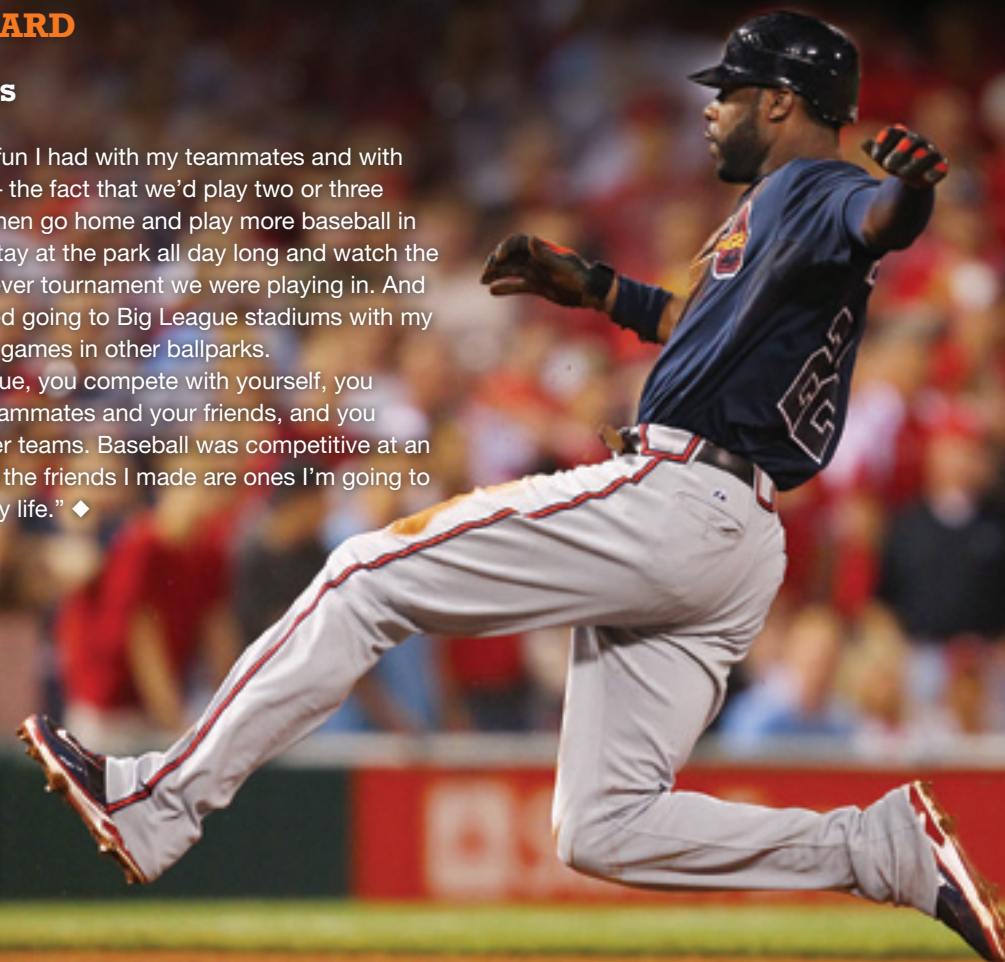 ARD
s
fun I had with my teammates and with
the fact that we’d play two or three
hen go home and play more baseball in
tay at the park all day long and watch the
ver tournament we were playing in. And
ed going to Big League stadiums with my
games in other ballparks.
ue, you compete with yourself, you
ammates and your friends, and you
er teams. Baseball was competitive at an
the friends I made are ones I’m going to
y life.” ◆